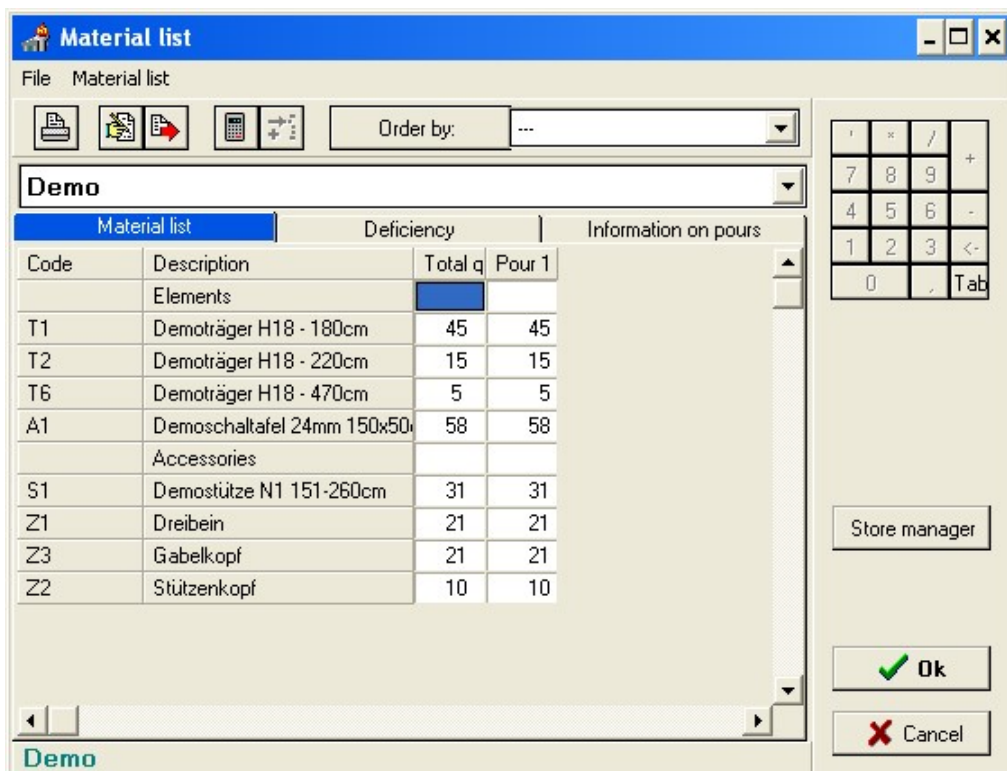 Material list
File Material list
Order by: ---
Demo
Material list Deficiency Information on pours
Code Description Total q Pour 1
Elements
T1 Demoträger H18 - 180cm 45 45
T2 Demoträger H18 - 220cm 15 15
T6 Demoträger H18 - 470cm 5 5
A1 Demoschaltafel 24mm 150x50 58 58
Accessories
S1 Demostütze N1 151-260cm 31 31
Z1 Dreibein 21 21
Z3 Gabelkopf 21 21
Z2 Stützenkopf 10 10
Demo
' * / +
7 8 9
4 5 6 -
1 2 3 <-
0 , Tab
Store manager
Ok
Cancel